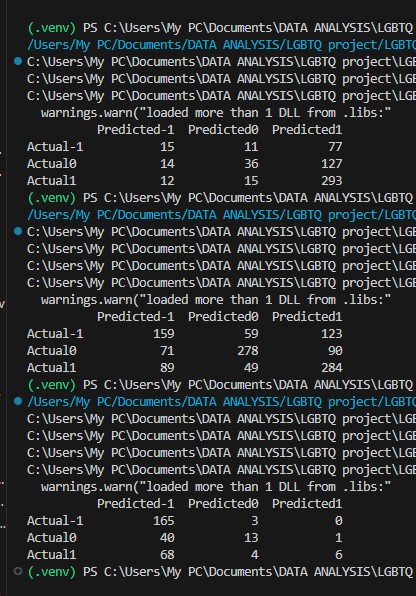 (.venv) PS C:\Users\My PC\Documents\DATA ANALYSIS\LGBTQ
/Users/My PC/Documents/DATA ANALYSIS/LGBTQ project/LGBTQ
C:\Users\My PC\Documents\DATA ANALYSIS\LGBTQ project\LGB
C:\Users\My PC\Documents\DATA ANALYSIS\LGBTQ project\LGB
C:\Users\My PC\Documents\DATA ANALYSIS\LGBTQ project\LGB
warnings.warn("loaded more than 1 DLL from .libs:"
Predicted-1 Predicted0 Predicted1
Actual-1 15 11 77
Actual0 14 36 127
Actual1 12 15 293
(.venv) PS C:\Users\My PC\Documents\DATA ANALYSIS\LGBTQ
/Users/My PC/Documents/DATA ANALYSIS/LGBTQ project/LGBTQ
C:\Users\My PC\Documents\DATA ANALYSIS\LGBTQ project\LGB
C:\Users\My PC\Documents\DATA ANALYSIS\LGBTQ project\LGB
C:\Users\My PC\Documents\DATA ANALYSIS\LGBTQ project\LGB
C:\Users\My PC\Documents\DATA ANALYSIS\LGBTQ project\LGB
warnings.warn("loaded more than 1 DLL from .libs:"
Predicted-1 Predicted0 Predicted1
Actual-1 159 59 123
Actual0 71 278 90
Actual1 89 49 284
(.venv) PS C:\Users\My PC\Documents\DATA ANALYSIS\LGBTQ
/Users/My PC/Documents/DATA ANALYSIS/LGBTQ project/LGBTQ
C:\Users\My PC\Documents\DATA ANALYSIS\LGBTQ project\LGB
C:\Users\My PC\Documents\DATA ANALYSIS\LGBTQ project\LGB
C:\Users\My PC\Documents\DATA ANALYSIS\LGBTQ project\LGB
C:\Users\My PC\Documents\DATA ANALYSIS\LGBTQ project\LGB
warnings.warn("loaded more than 1 DLL from .libs:"
Predicted-1 Predicted0 Predicted1
Actual-1 165 3 0
Actual0 40 13 1
Actual1 68 4 6
(.venv) PS C:\Users\My PC\Documents\DATA ANALYSIS\LGBTQ